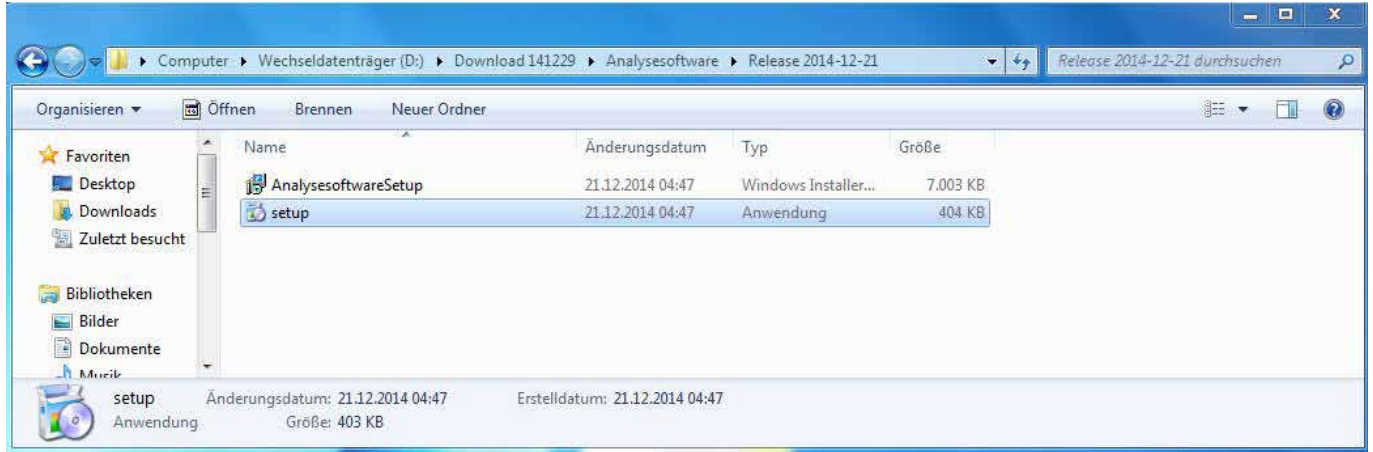 Computer Wechseldatenträger (D:) Download 141229 Analysesoftware Release 2014-12-21 Release 2014-12-21 durchsuchen
Organisieren Öffnen Brennen Neuer Ordner
Name Änderungsdatum Typ Größe
AnalysesoftwareSetup 21.12.2014 04:47 Windows Installer... 7.003 KB
setup 21.12.2014 04:47 Anwendung 404 KB
Favoriten
Desktop
Downloads
Zuletzt besucht
Bibliotheken
Bilder
Dokumente
Musik
setup Änderungsdatum: 21.12.2014 04:47 Erstelldatum: 21.12.2014 04:47
Anwendung Größe: 403 KB